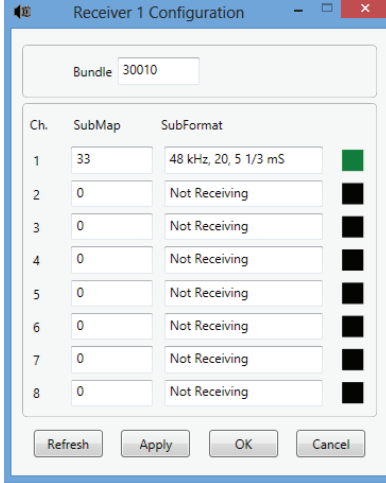 Receiver 1 Configuration
Bundle 30010
Ch. SubMap SubFormat
1 33 48 kHz, 20, 5 1/3 mS
2 0 Not Receiving
3 0 Not Receiving
4 0 Not Receiving
5 0 Not Receiving
6 0 Not Receiving
7 0 Not Receiving
8 0 Not Receiving
Refresh Apply OK Cancel